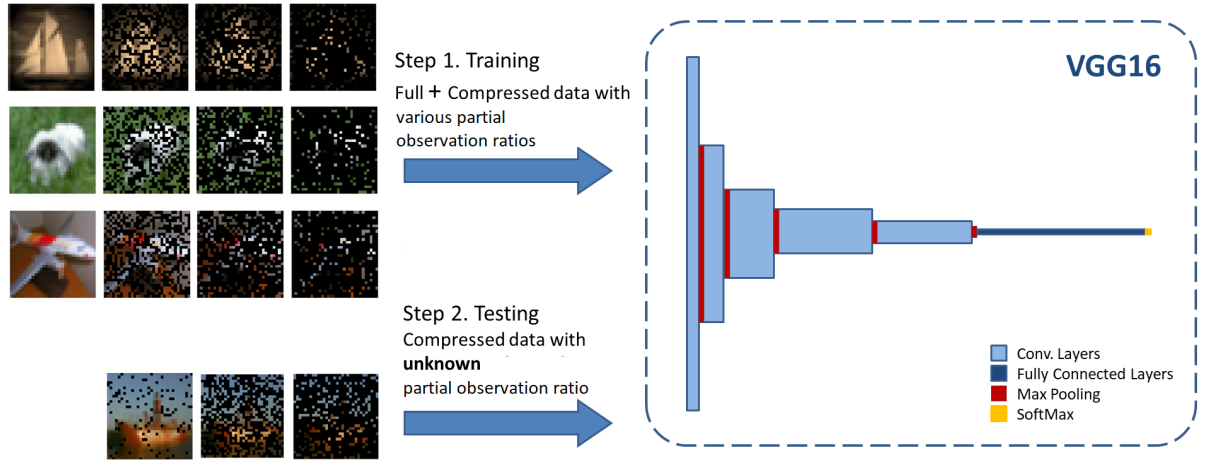 Step 1. Training
Full + Compressed data with
various partial
observation ratios
Step 2. Testing
Compressed data with
unknown
partial observation ratio
VGG16
Conv. Layers
Fully Connected Layers
Max Pooling
SoftMax